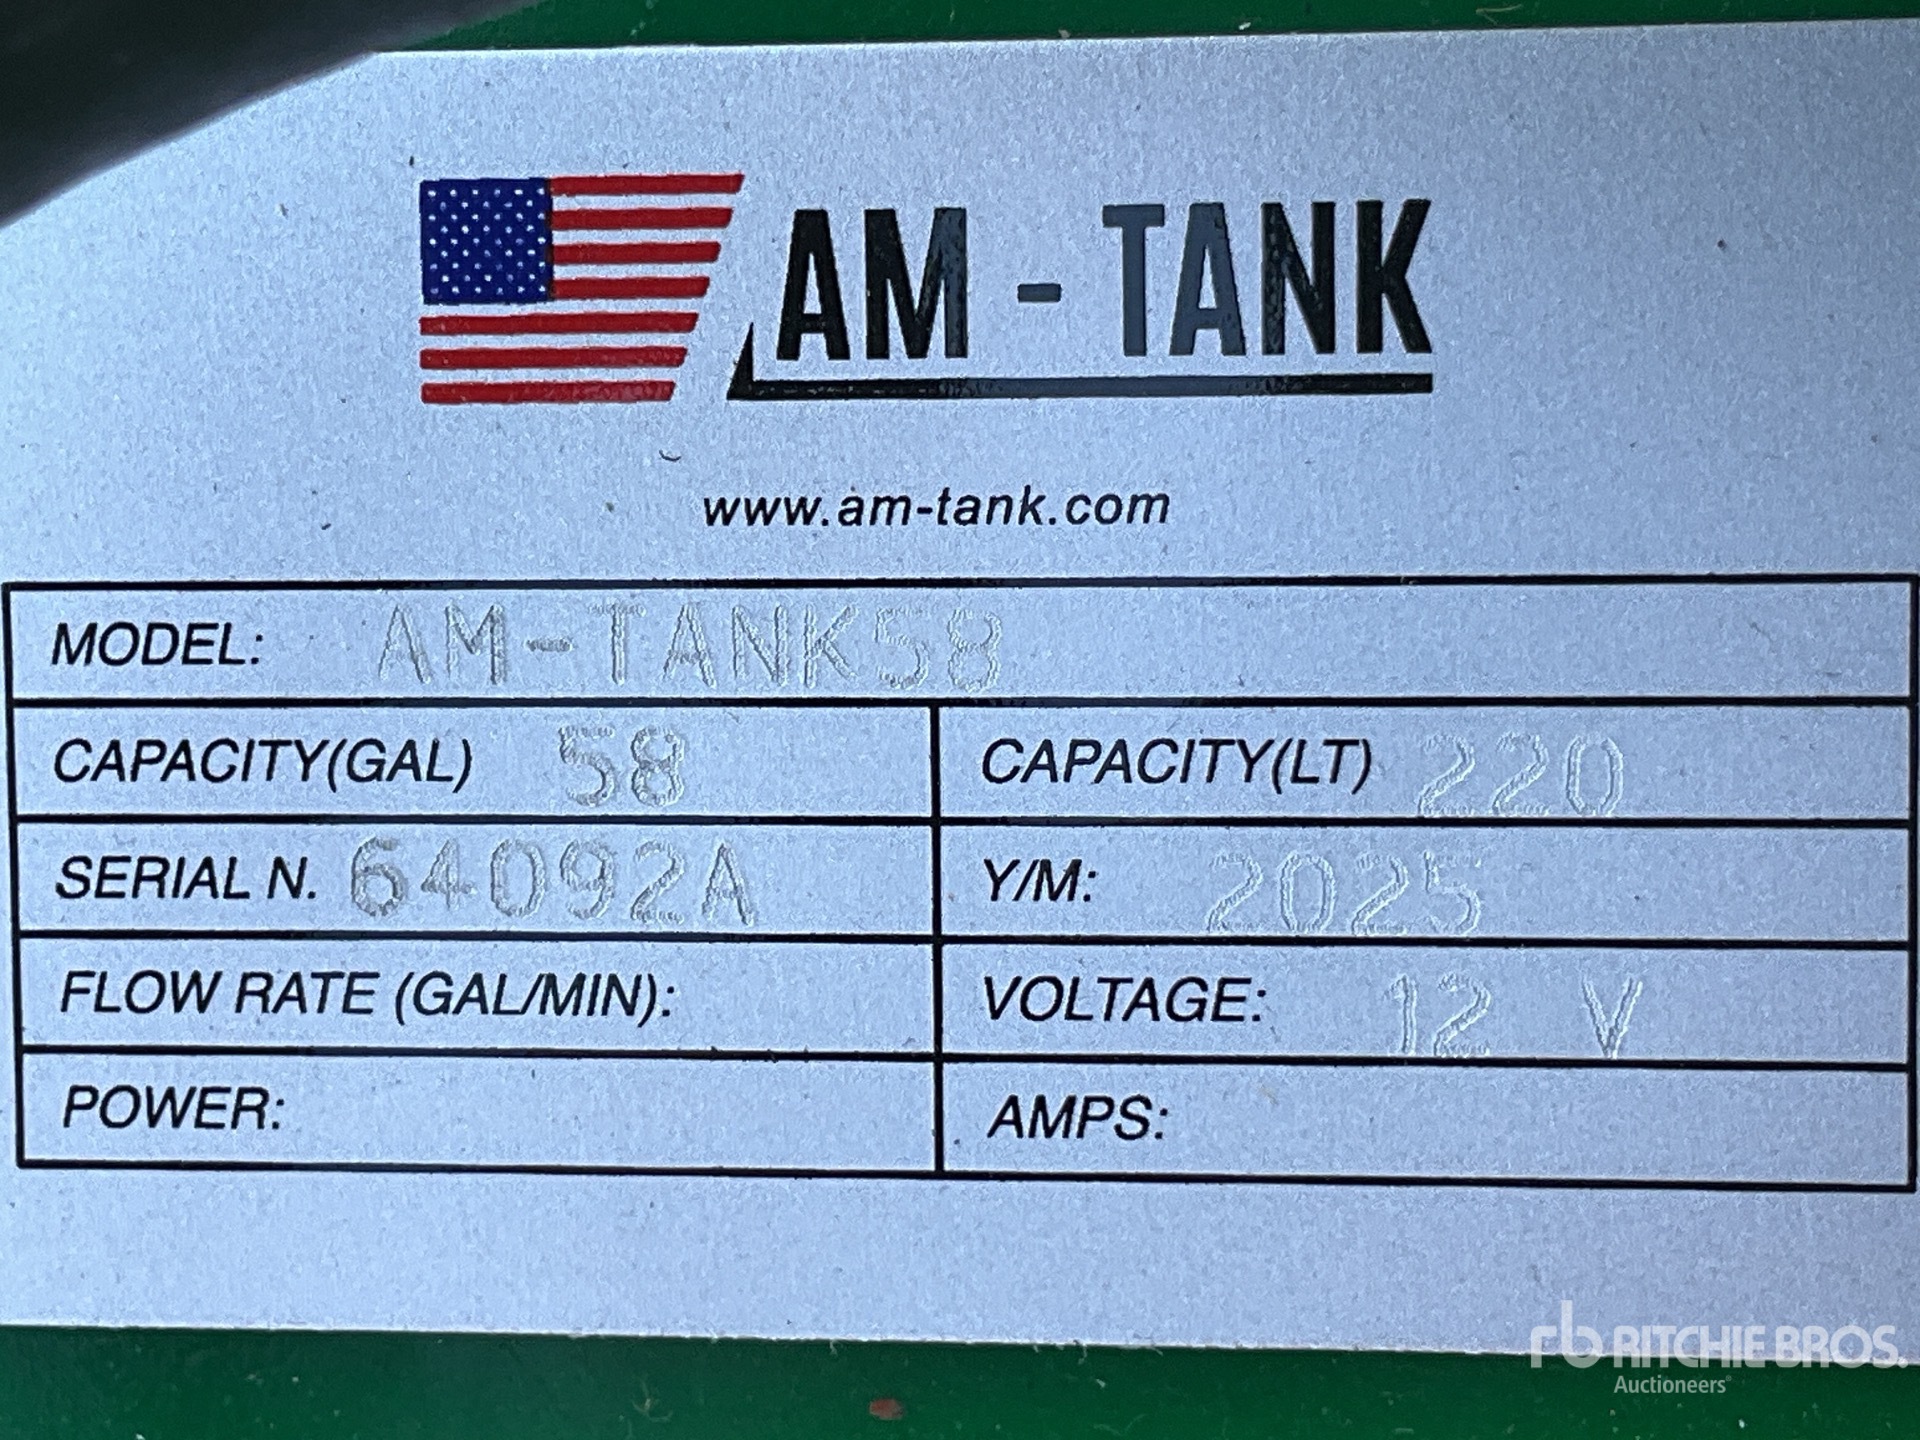 AM - TANK
www.am-tank.com
MODEL: AM-TANK58
CAPACITY(GAL) 58 CAPACITY(LT) 220
SERIAL N. 64092A Y/M: 2025
FLOW RATE (GAL/MIN): VOLTAGE: 12 V
POWER: AMPS:
rb RITCHIE BROS.
Auctioneers